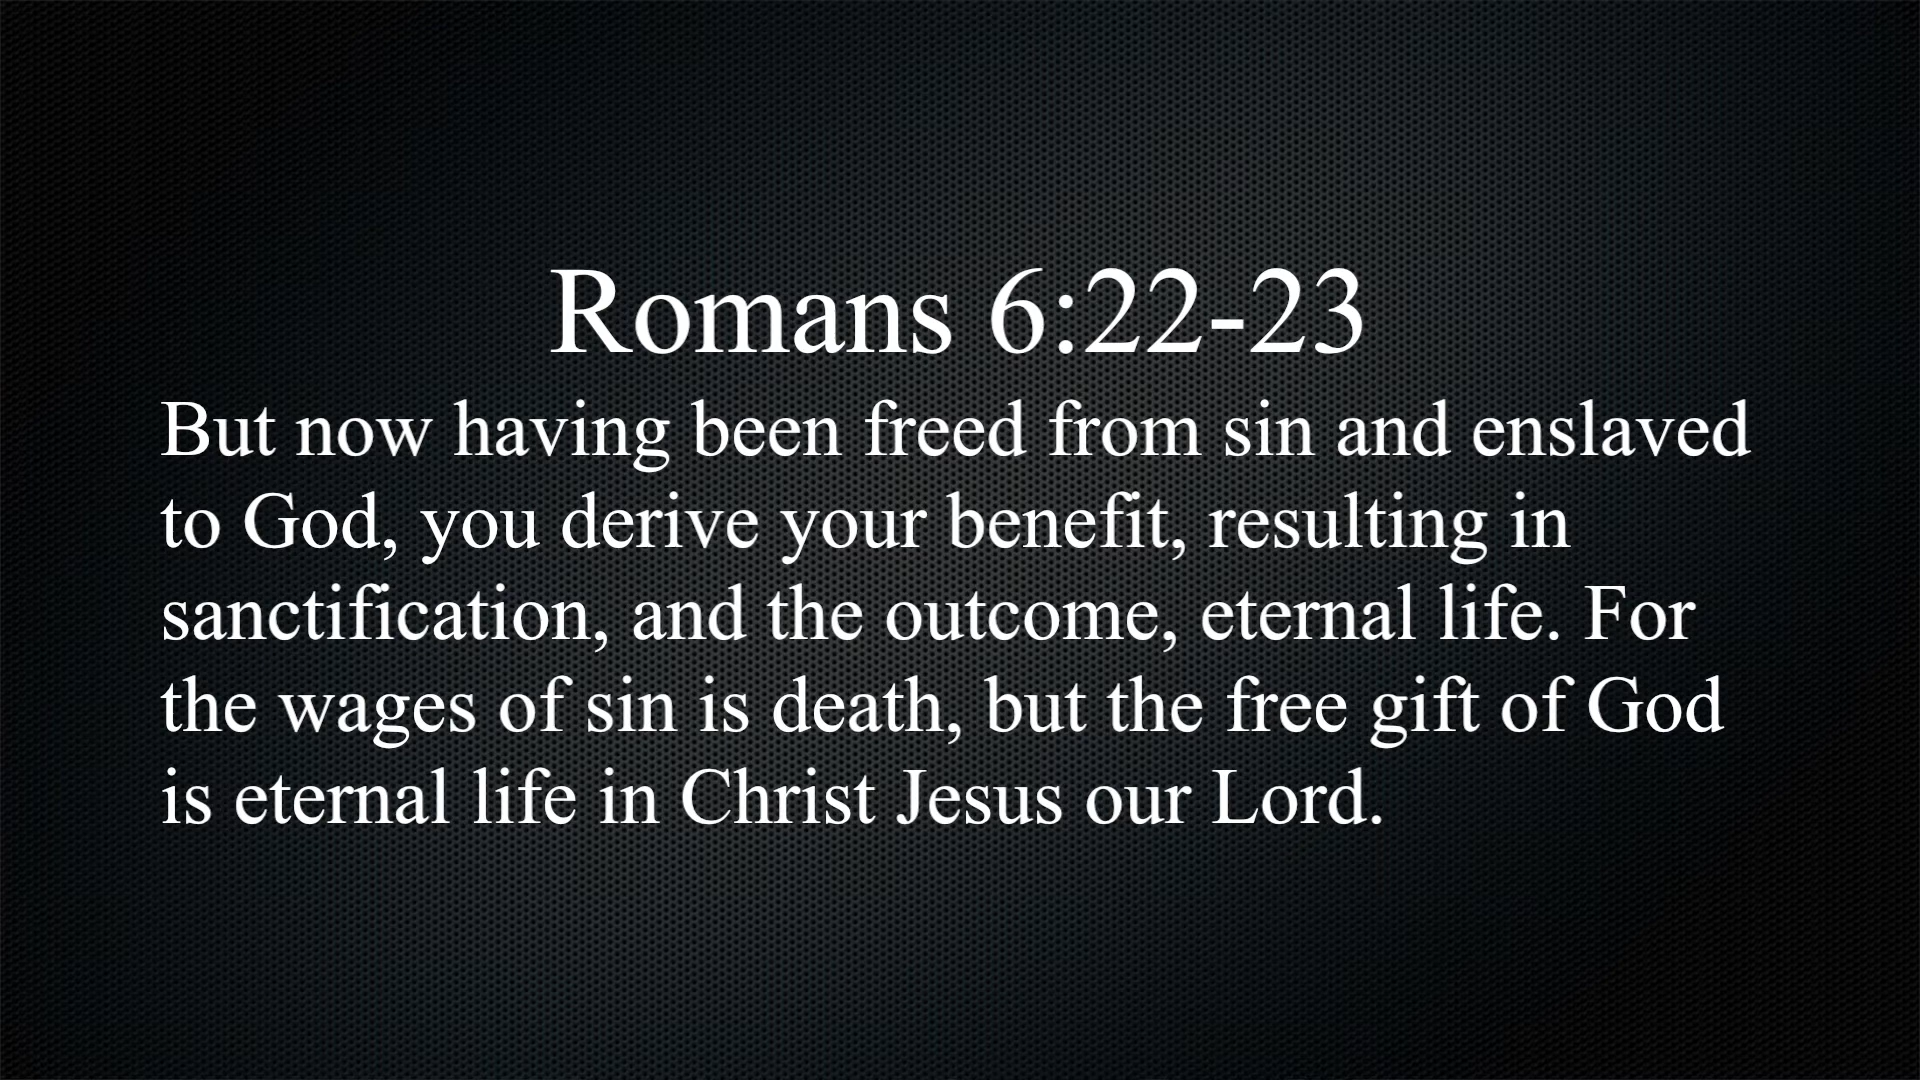 Romans 6:22-23
But now having been freed from sin and enslaved
to God, you derive your benefit, resulting in
sanctification, and the outcome, eternal life. For
the wages of sin is death, but the free gift of God
is eternal life in Christ Jesus our Lord.